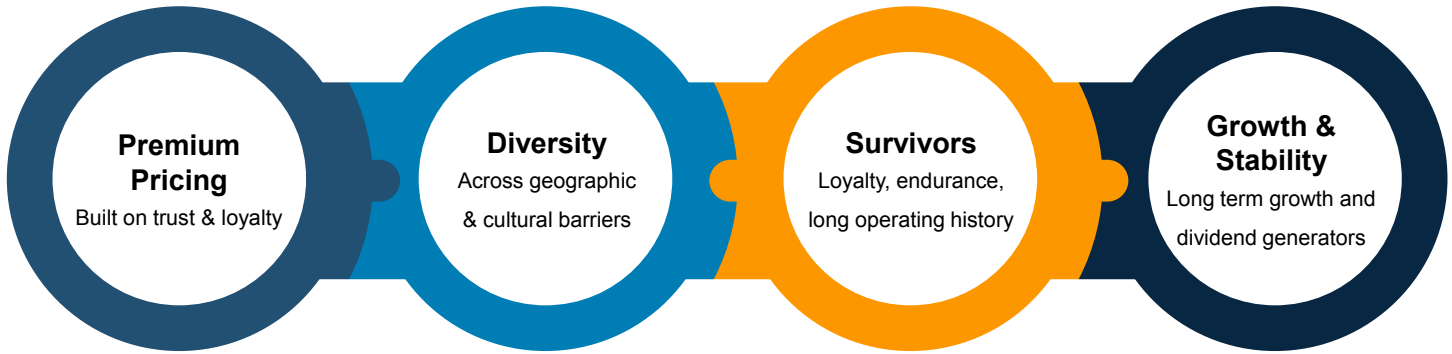 Premium
Pricing
Built on trust & loyalty
Diversity
Across geographic
& cultural barriers
Survivors
Loyalty, endurance,
long operating history
Growth &
Stability
Long term growth and
dividend generators